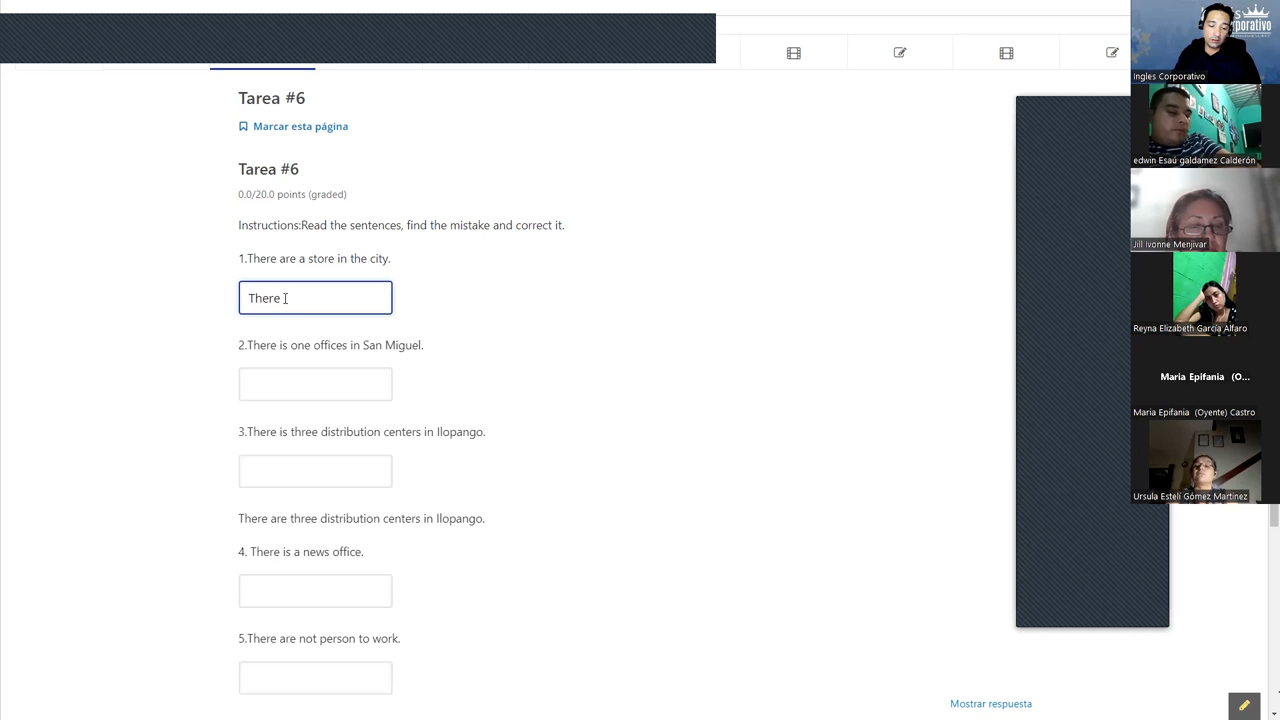 Tarea #6
Marcar esta página
Tarea #6
0.0/20.0 points (graded)
Instructions:Read the sentences, find the mistake and correct it.
1.There are a store in the city.
There
2.There is one offices in San Miguel.
3.There is three distribution centers in Ilopango.
There are three distribution centers in Ilopango.
4. There is a news office.
5.There are not person to work.
Mostrar respuesta
Ingles Corporativo
edwin Esaú galdamez Calderón
Jill Ivonne Menjivar
Reyna Elizabeth García Alfaro
Maria Epifania (O...
Maria Epifania (Oyente) Castro
Ursula Estelí Gómez Martinez